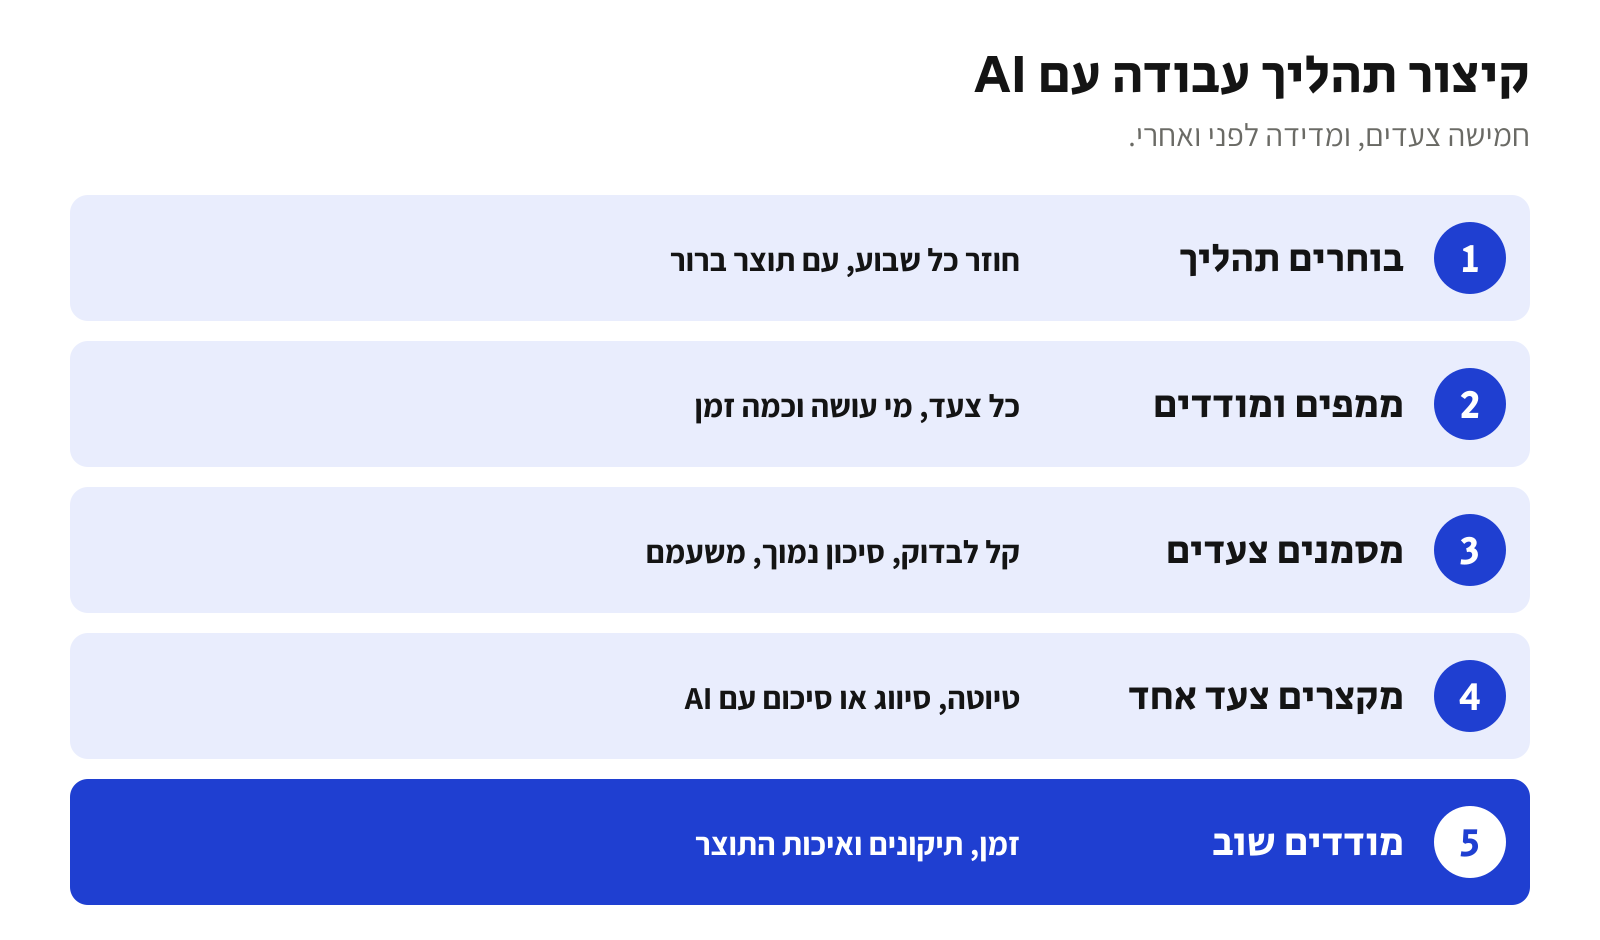 קיצור תהליך עבודה עם AI
חמישה צעדים, ומדידה לפני ואחרי.
1 בוחרים תהליך חוזר כל שבוע, עם תוצר ברור
2 ממפים ומודדים כל צעד, מי עושה וכמה זמן
3 מסמנים צעדים קל לבדוק, סיכון נמוך, משעמם
4 מקצרים צעד אחד טיוטה, סיווג או סיכום עם AI
5 מודדים שוב זמן, תיקונים ואיכות התוצר